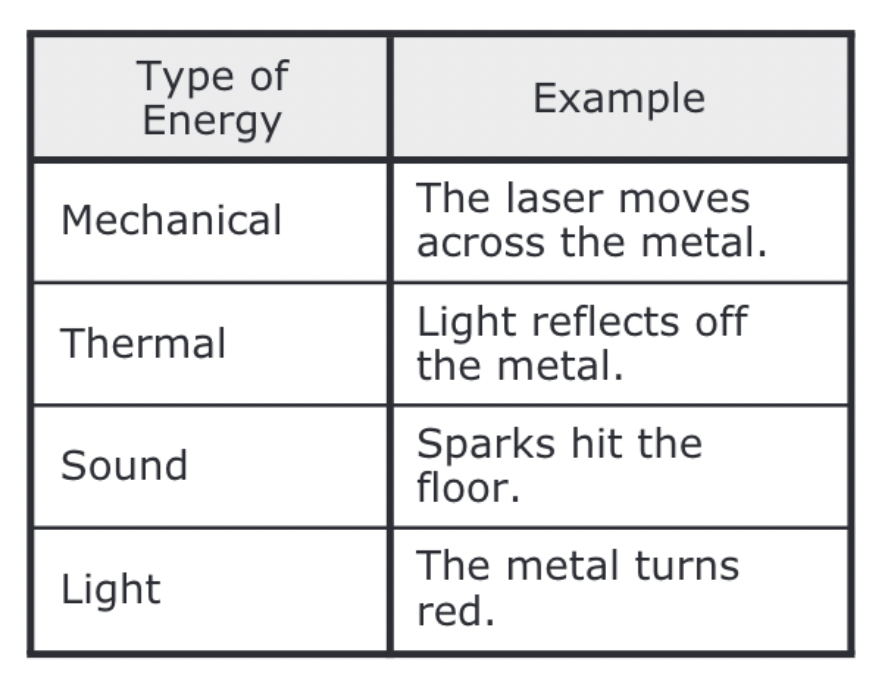 Type of
Energy
Example
Mechanical
The laser moves
across the metal.
Thermal
Light reflects off
the metal.
Sound
Sparks hit the
floor.
Light
The metal turns
red.